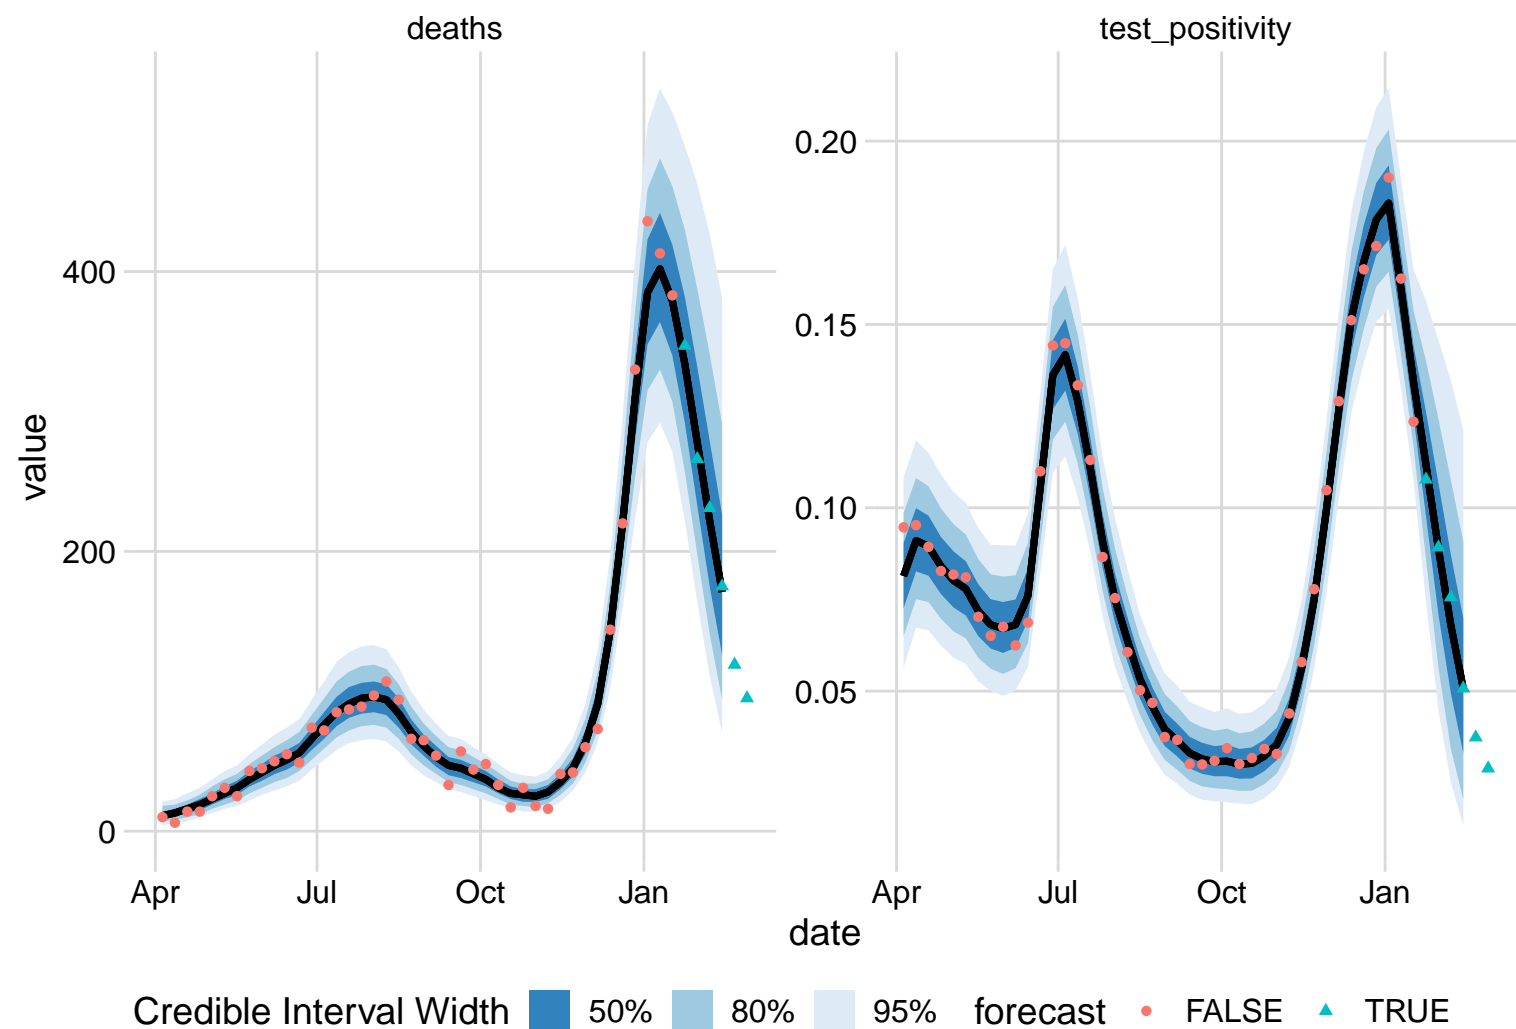 deaths
test_positivity
value
400
200
0
0.20
0.15
0.10
0.05
Apr Jul Oct Jan
Apr Jul Oct Jan
date
Credible Interval Width 50% 80% 95% forecast FALSE TRUE